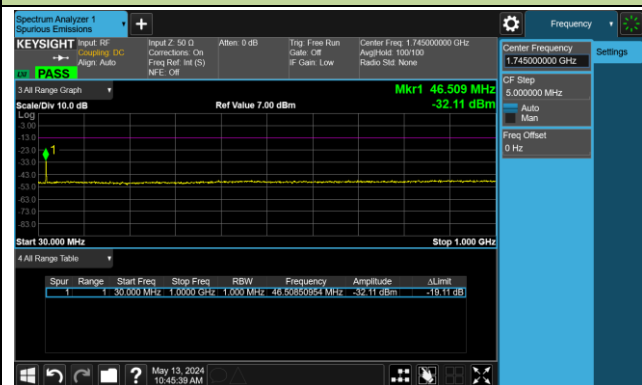 Spectrum Analyzer 1
Spurious Emissions
Frequency
KEYSIGHT Input: RF
Coupling: DC
Align: Auto
Input Z: 50 Ω
Corrections: On
Freq Ref: Int (S)
NFE: Off
Atten: 0 dB
Trig: Free Run
Gate: Off
IF Gain: Low
Center Freq: 1.745000000 GHz
Avg|Hold: 100/100
Radio Std: None
PASS
Center Frequency
1.745000000 GHz
Settings
CF Step
5.000000 MHz
Auto
Man
Freq Offset
0 Hz
3 All Range Graph
Mkr1 46.509 MHz
Scale/Div 10.0 dB
Ref Value 7.00 dBm
-32.11 dBm
Log
-3.00
-13.0
-23.0
-33.0
-43.0
-53.0
-63.0
-73.0
-83.0
1
Start 30.000 MHz
Stop 1.000 GHz
4 All Range Table
Spur Range Start Freq Stop Freq RBW Frequency Amplitude ΔLimit
1 1 30.000 MHz 1.0000 GHz 1.000 MHz 46.50850954 MHz -32.11 dBm -19.11 dB
?
May 13, 2024
10:45:39 AM